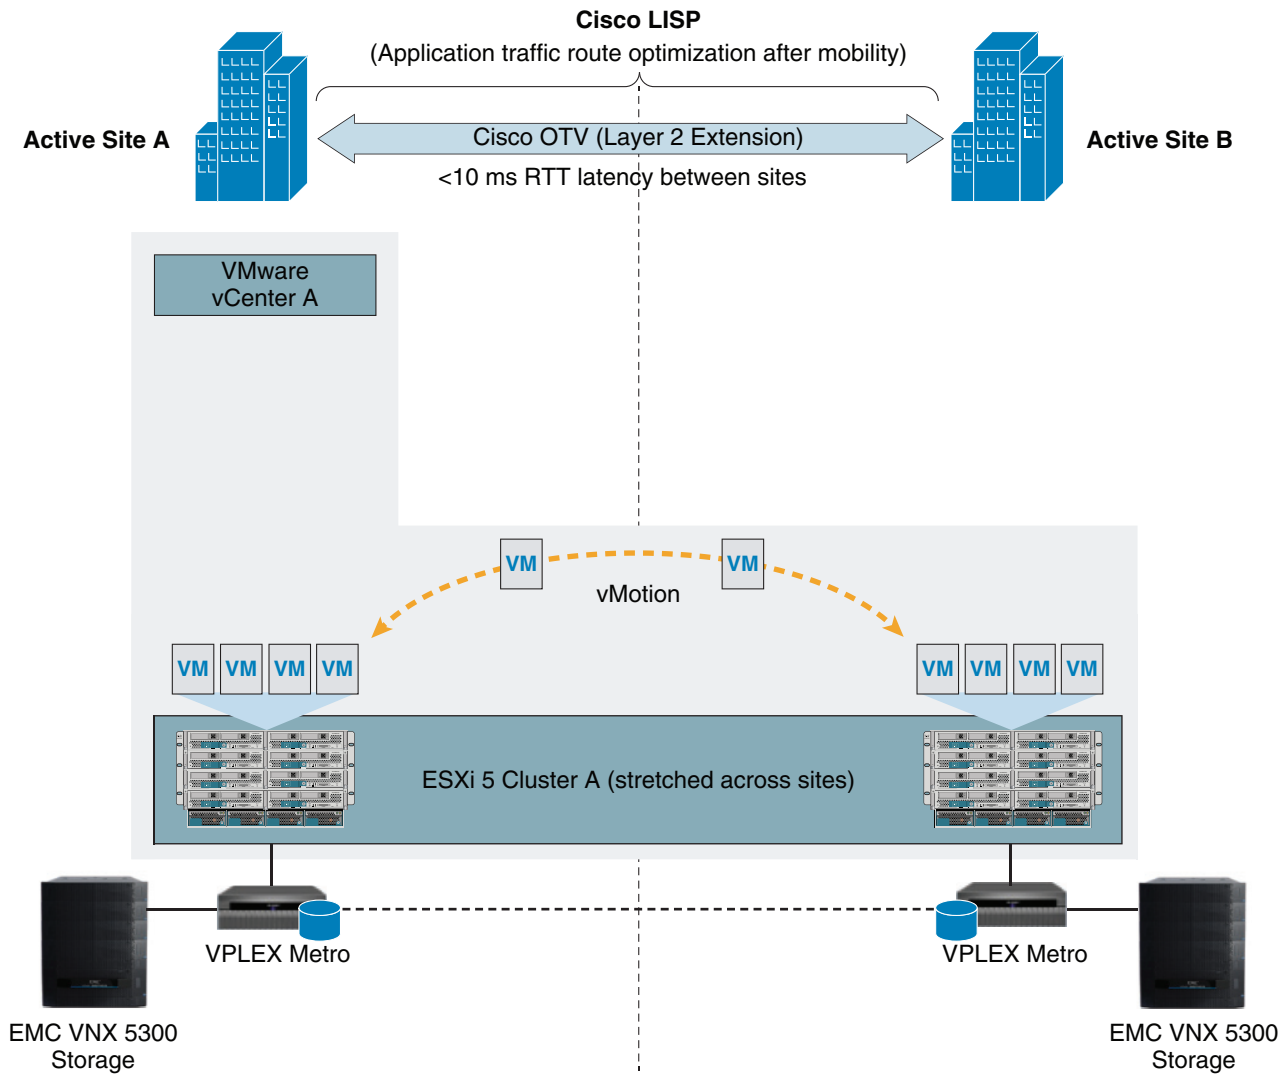 Cisco LISP
(Application traffic route optimization after mobility)
Active Site A
Cisco OTV (Layer 2 Extension)
Active Site B
<10 ms RTT latency between sites
VMware
vCenter A
VM
VM
vMotion
VM VM VM VM
VM VM VM VM
ESXi 5 Cluster A (stretched across sites)
VPLEX Metro
VPLEX Metro
EMC VNX 5300
Storage
EMC VNX 5300
Storage